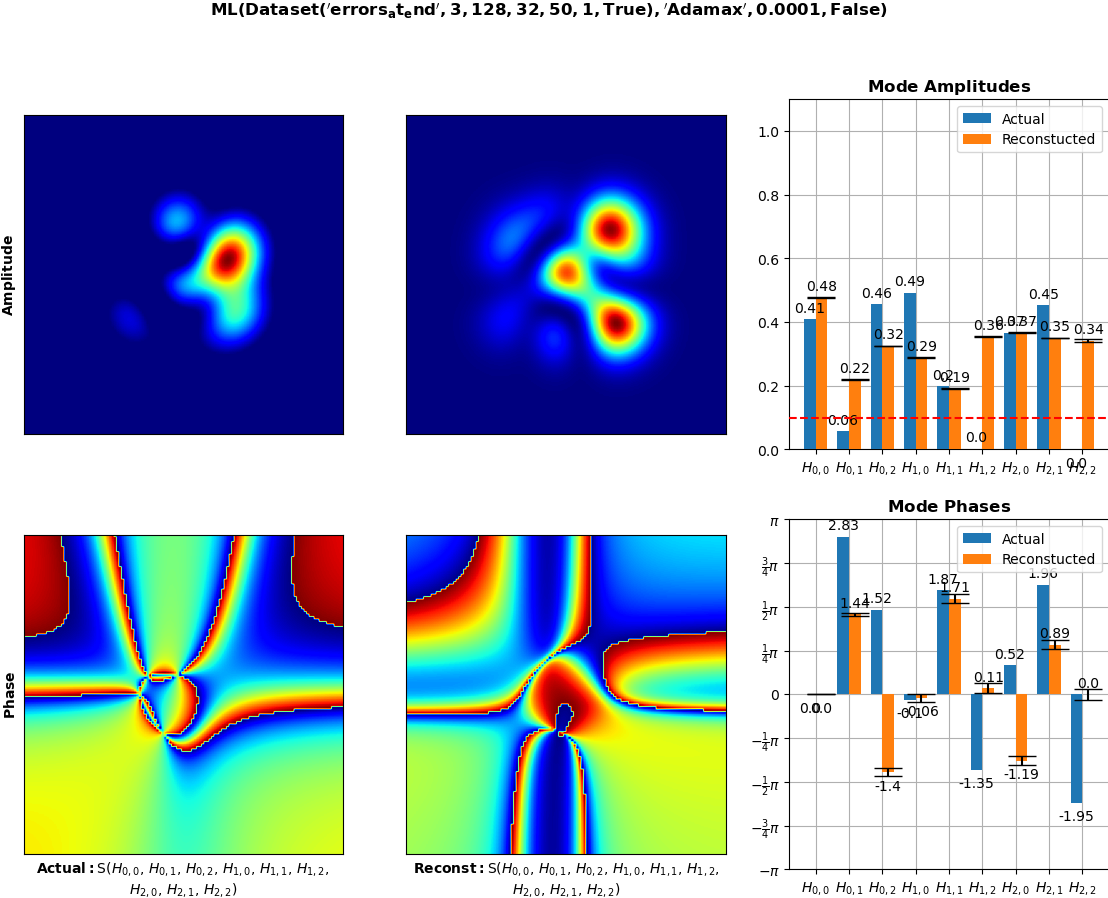 ML(Dataset('errors_at_end', 3, 128, 32, 50, 1, True), 'Adamax', 0.0001, False)
Amplitude
Mode Amplitudes
Actual
Reconstucted
1.0
0.8
0.6
0.4
0.2
0.0
0.41
0.48
0.06
0.22
0.46
0.32
0.49
0.29
0.2
0.19
0.0
0.36
0.37
0.37
0.45
0.35
0.0
0.34
H0,0 H0,1 H0,2 H1,0 H1,1 H1,2 H2,0 H2,1 H2,2
Phase
Mode Phases
Actual
Reconstucted
π
3/4π
1/2π
1/4π
0
−1/4π
−1/2π
−3/4π
−π
0.0
0.0
2.83
1.44
1.52
-1.4
-0.1
-0.06
1.87
1.71
-1.35
0.11
0.52
-1.19
1.96
0.89
-1.95
0.0
H0,0 H0,1 H0,2 H1,0 H1,1 H1,2 H2,0 H2,1 H2,2
Actual: S(H0,0, H0,1, H0,2, H1,0, H1,1, H1,2,
H2,0, H2,1, H2,2)
Reconst: S(H0,0, H0,1, H0,2, H1,0, H1,1, H1,2,
H2,0, H2,1, H2,2)